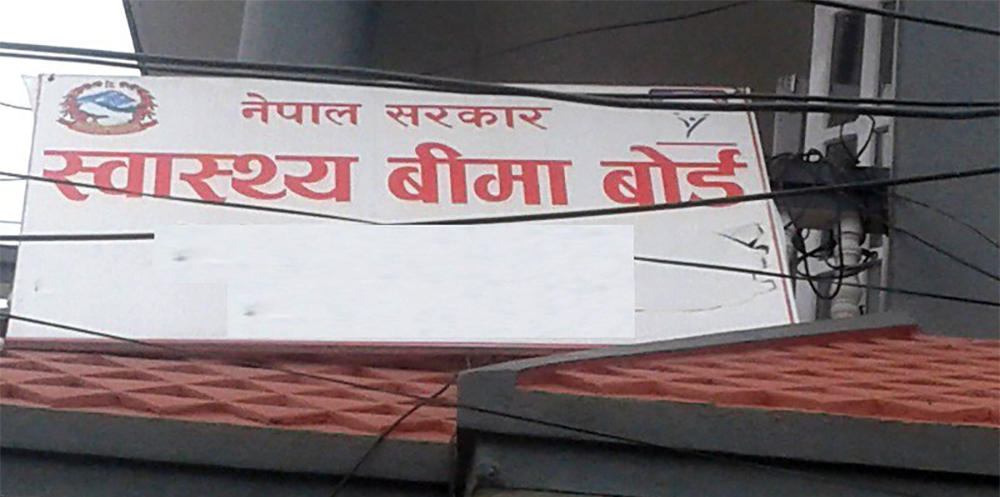 नेपाल सरकार
स्वास्थ्य बीमा बोर्ड